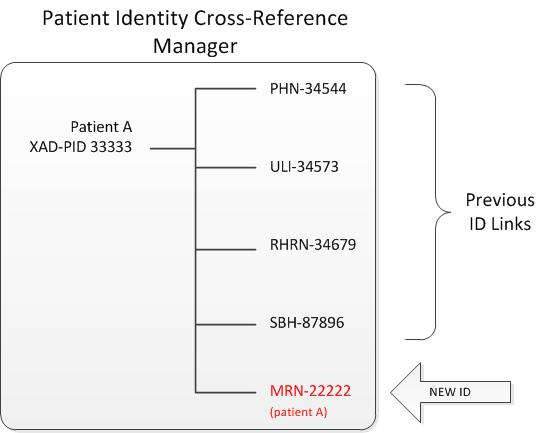 Patient Identity Cross-Reference
Manager
Patient A
XAD-PID 33333
PHN-34544
ULI-34573
RHRN-34679
SBH-87896
MRN-22222
(patient A)
Previous
ID Links
NEW ID